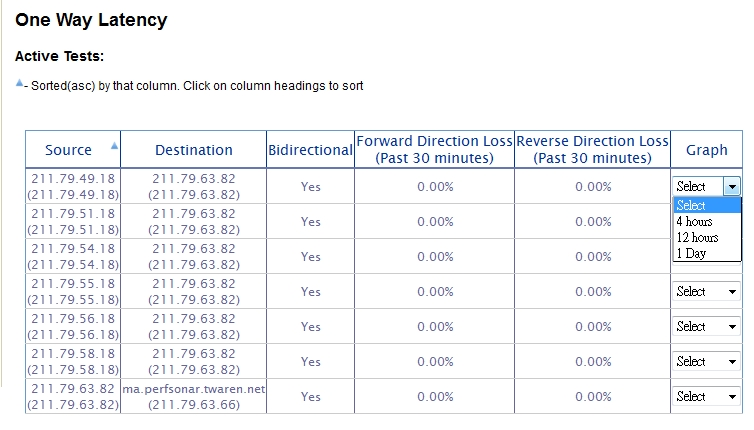 One Way Latency
Active Tests:
- Sorted(asc) by that column. Click on column headings to sort
Source Destination Bidirectional Forward Direction Loss (Past 30 minutes) Reverse Direction Loss (Past 30 minutes) Graph
211.79.49.18 211.79.63.82
(211.79.49.18) (211.79.63.82) Yes 0.00% 0.00% Select
Select
4 hours
12 hours
1 Day
211.79.51.18 211.79.63.82
(211.79.51.18) (211.79.63.82) Yes 0.00% 0.00%
211.79.54.18 211.79.63.82
(211.79.54.18) (211.79.63.82) Yes 0.00% 0.00%
211.79.55.18 211.79.63.82
(211.79.55.18) (211.79.63.82) Yes 0.00% 0.00% Select
211.79.56.18 211.79.63.82
(211.79.56.18) (211.79.63.82) Yes 0.00% 0.00% Select
211.79.58.18 211.79.63.82
(211.79.58.18) (211.79.63.82) Yes 0.00% 0.00% Select
211.79.63.82 ma.perfsonar.twaren.net
(211.79.63.82) (211.79.63.66) Yes 0.00% 0.00% Select